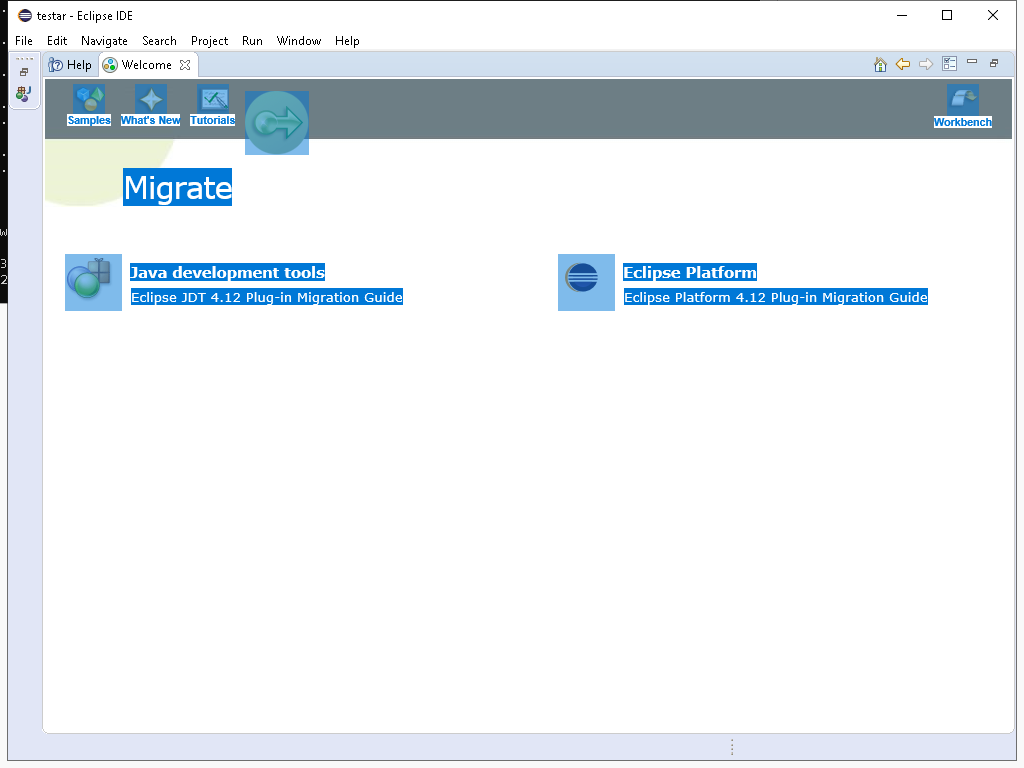 testar - Eclipse IDE
File Edit Navigate Search Project Run Window Help
Help Welcome
Samples What's New Tutorials Workbench
Migrate
Java development tools
Eclipse JDT 4.12 Plug-in Migration Guide
Eclipse Platform
Eclipse Platform 4.12 Plug-in Migration Guide
W
3
2